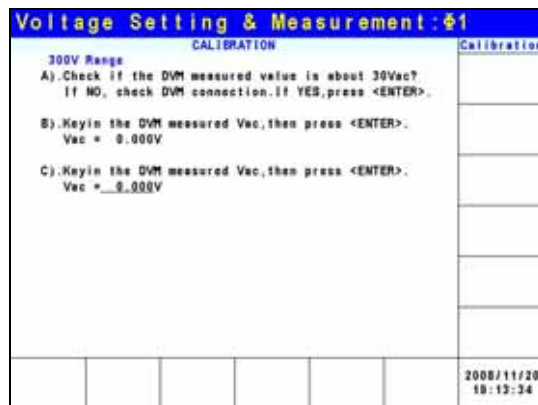 Voltage Setting & Measurement:Φ1
CALIBRATION
Calibration
300V Range
A).Check if the DVM measured value is about 30Vac?
If NO, check DVM connection.If YES,press <ENTER>.
B).Keyin the DVM measured Vac,then press <ENTER>.
Vac = 0.000V
C).Keyin the DVM measured Vac,then press <ENTER>.
Vac = 0.000V
2008/11/20
18:13:34